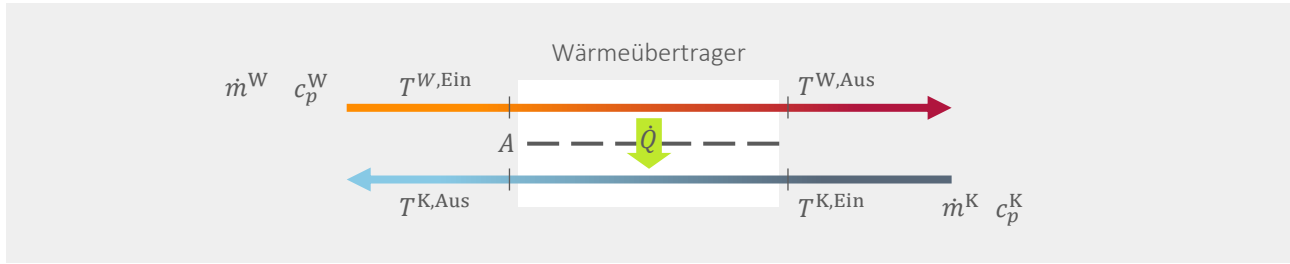 Wärmeübertrager
ṁ^W c_p^W T^{W,Ein} T^{W,Aus}
A Q̇
T^{K,Aus} T^{K,Ein} ṁ^K c_p^K